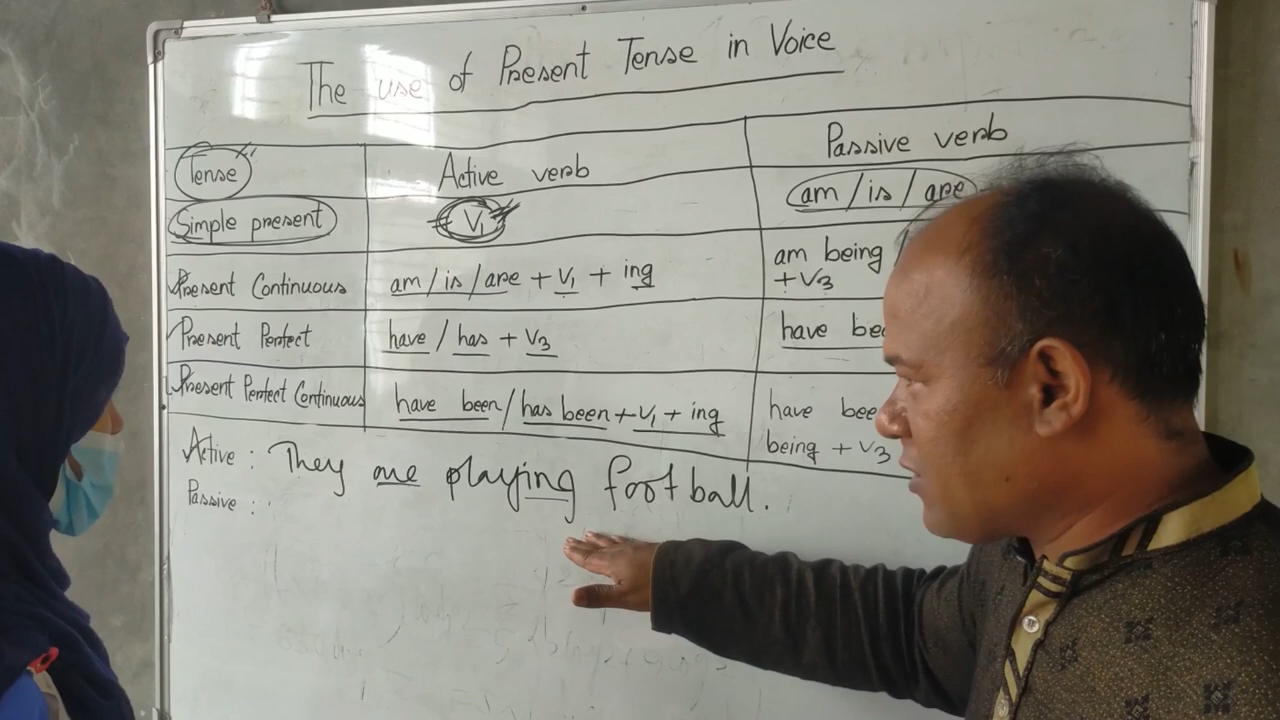 The use of Present Tense in Voice
Tense
Active verb
Passive verb
Simple present
V₁
am/is/are
Present Continuous
am/is/are + V₁ + ing
am being
+V₃
Present Perfect
have/has + V₃
have
Present Perfect Continuous
have been/has been + V₁ + ing
have
being + V₃
Active : They are playing football.
Passive :